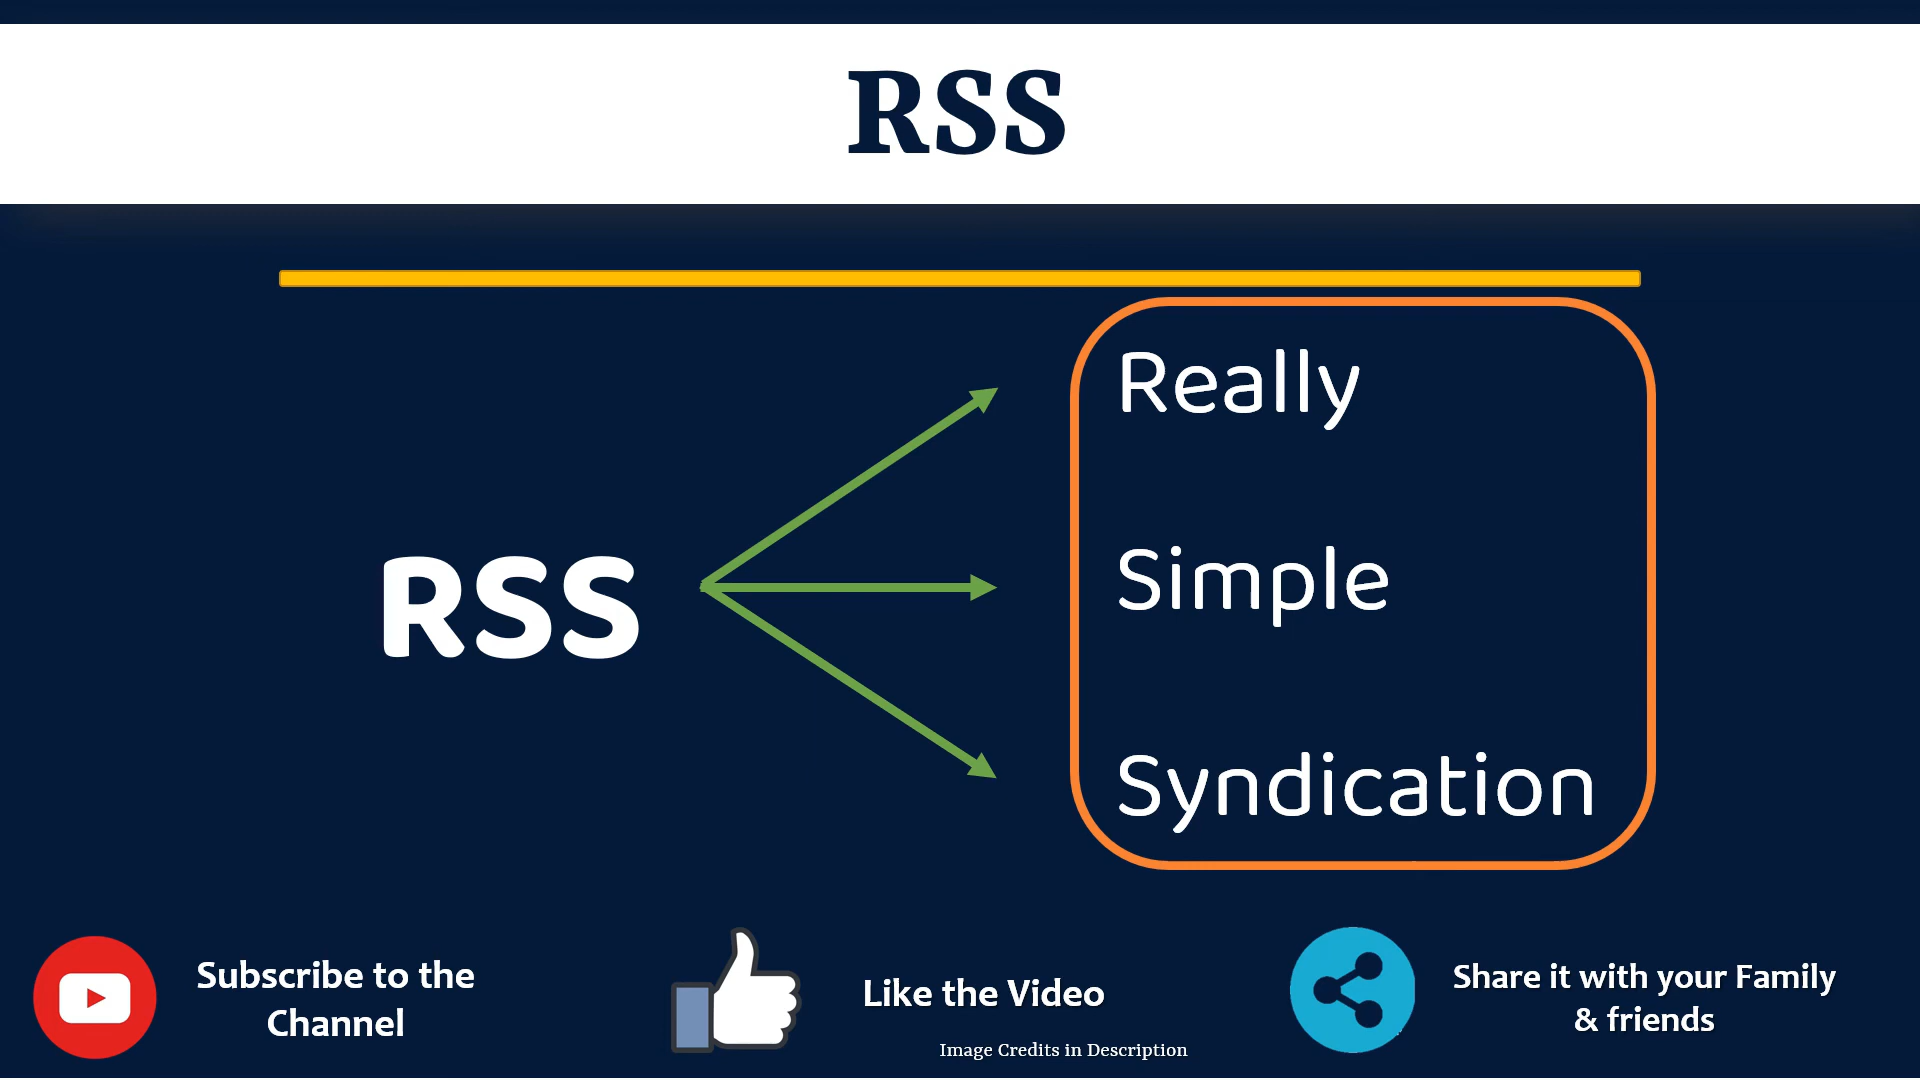 RSS
RSS
Really
Simple
Syndication
Subscribe to the
Channel
Like the Video
Share it with your Family
& friends
Image Credits in Description